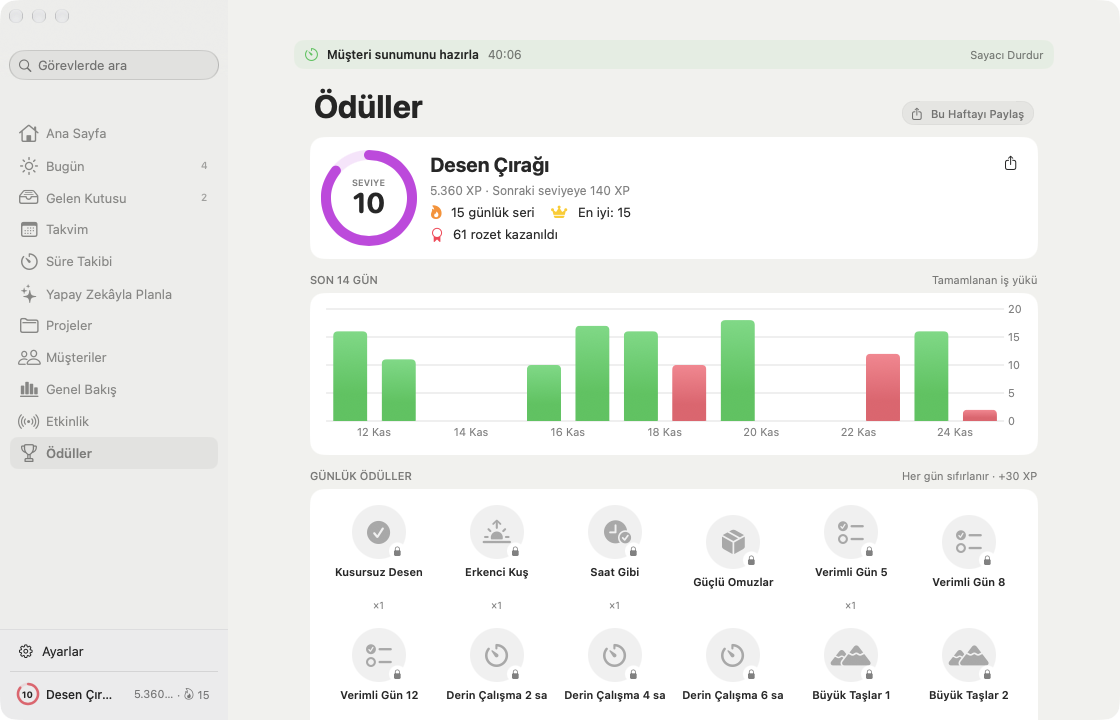 Görevlerde ara
Ana Sayfa
Bugün 4
Gelen Kutusu 2
Takvim
Süre Takibi
Yapay Zekâyla Planla
Projeler
Müşteriler
Genel Bakış
Etkinlik
Ödüller
Ayarlar
10 Desen Çır... 5.360... · 15
Müşteri sunumunu hazırla 40:06 Sayacı Durdur
Ödüller
Bu Haftayı Paylaş
SEVIYE
10
Desen Çırağı
5.360 XP · Sonraki seviyeye 140 XP
15 günlük seri En iyi: 15
61 rozet kazanıldı
SON 14 GÜN Tamamlanan iş yükü
20
15
10
5
0
12 Kas 14 Kas 16 Kas 18 Kas 20 Kas 22 Kas 24 Kas
GÜNLÜK ÖDÜLLER Her gün sıfırlanır · +30 XP
Kusursuz Desen Erkenci Kuş Saat Gibi Güçlü Omuzlar Verimli Gün 5 Verimli Gün 8
×1 ×1 ×1 ×1
Verimli Gün 12 Derin Çalışma 2 sa Derin Çalışma 4 sa Derin Çalışma 6 sa Büyük Taşlar 1 Büyük Taşlar 2